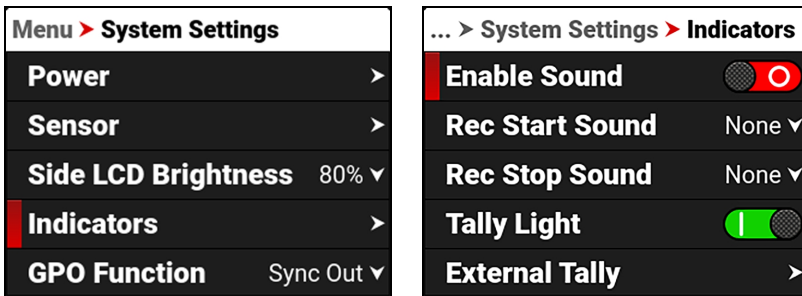 Menu > System Settings
Power >
Sensor >
Side LCD Brightness 80%
Indicators >
GPO Function Sync Out
... > System Settings > Indicators
Enable Sound
Rec Start Sound None
Rec Stop Sound None
Tally Light
External Tally >